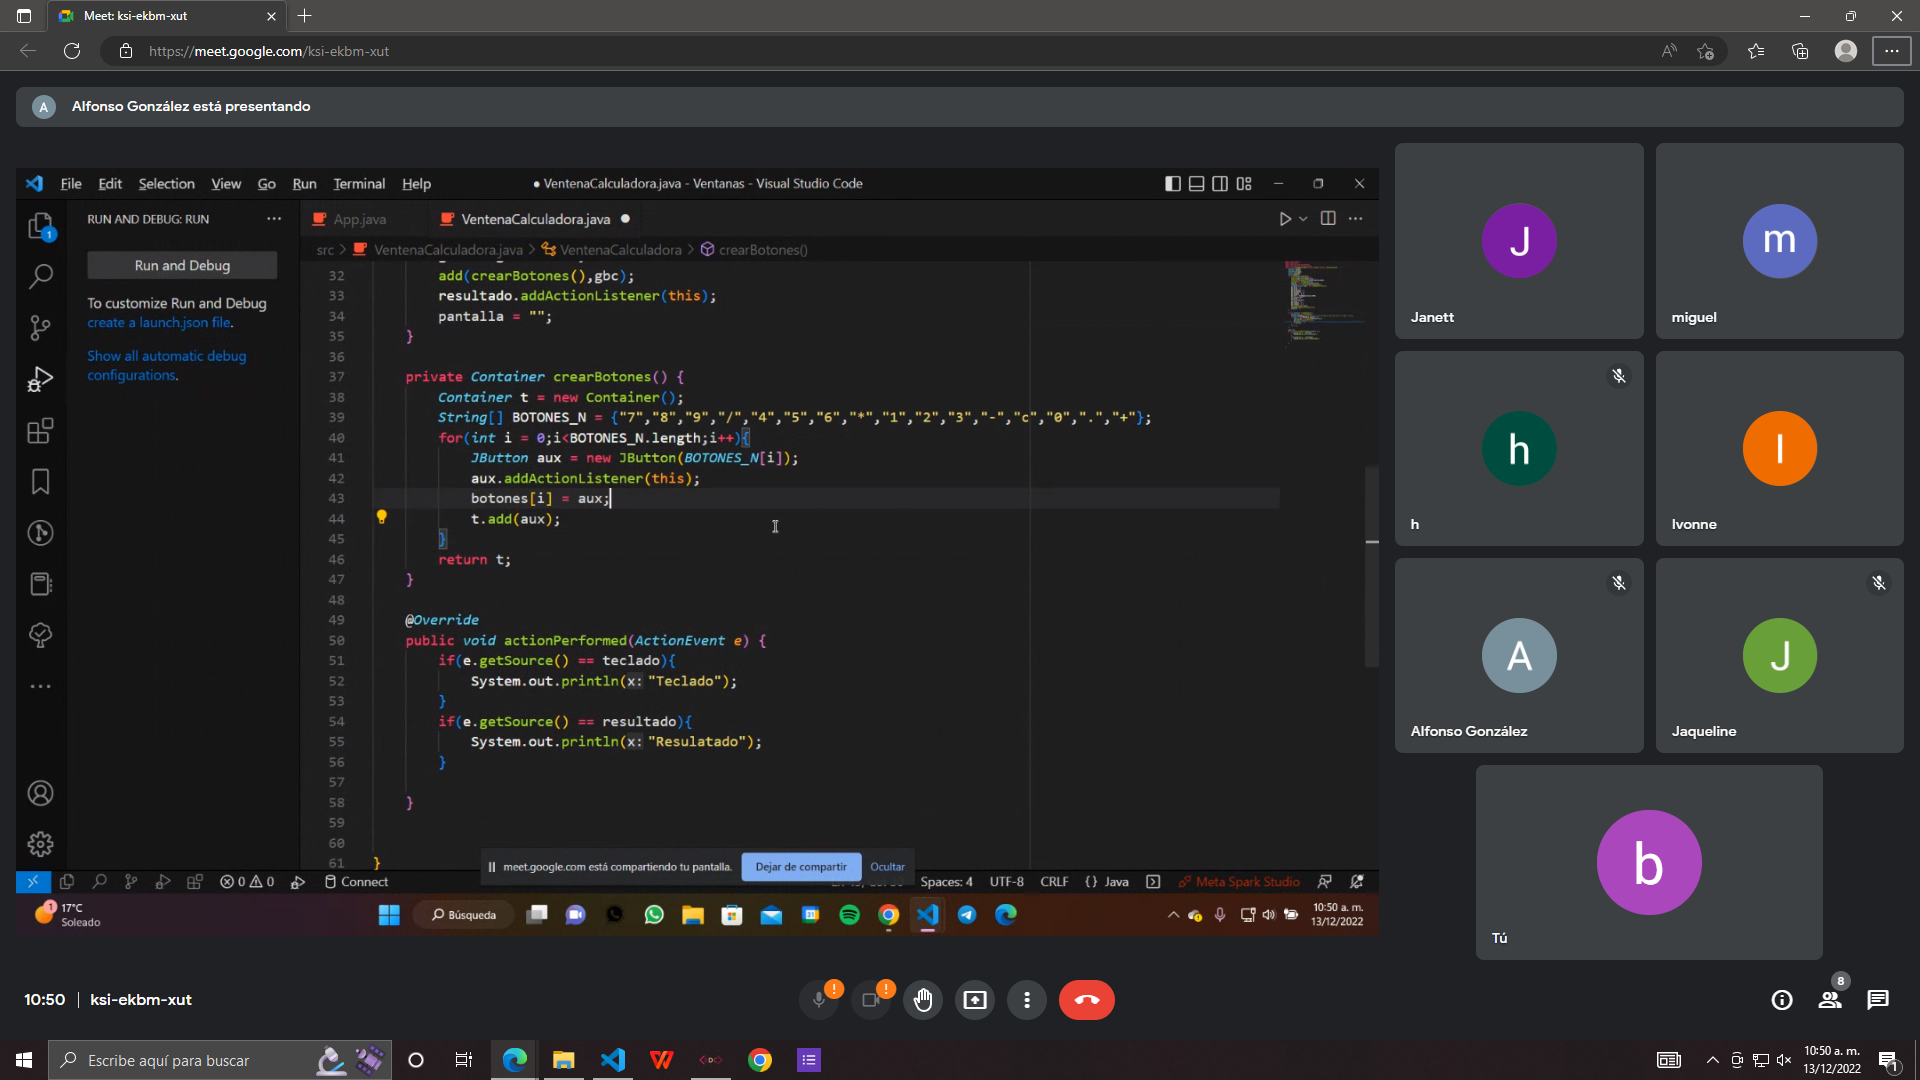 Meet: ksi-ekbm-xut
https://meet.google.com/ksi-ekbm-xut
A
Alfonso González está presentando
File Edit Selection View Go Run Terminal Help
● VentenaCalculadora.java - Ventanas - Visual Studio Code
RUN AND DEBUG: RUN
App.java
VentenaCalculadora.java
1
Run and Debug
To customize Run and Debug
create a launch.json file.
Show all automatic debug
configurations.
src > VentenaCalculadora.java > VentenaCalculadora > crearBotones()
32 add(crearBotones(),gbc);
33 resultado.addActionListener(this);
34 pantalla = "";
35 }
36
37 private Container crearBotones() {
38 Container t = new Container();
39 String[] BOTONES_N = {"7","8","9","/","4","5","6","*","1","2","3","-","c","0",".","+"};
40 for(int i = 0;i<BOTONES_N.length;i++){
41 JButton aux = new JButton(BOTONES_N[i]);
42 aux.addActionListener(this);
43 botones[i] = aux;
44 t.add(aux);
45 }
46 return t;
47 }
48
49 @Override
50 public void actionPerformed(ActionEvent e) {
51 if(e.getSource() == teclado){
52 System.out.println(x: "Teclado");
53 }
54 if(e.getSource() == resultado){
55 System.out.println(x: "Resulatado");
56 }
57
58 }
59
60
61 }
meet.google.com está compartiendo tu pantalla. Dejar de compartir Ocultar
0 0 Connect
Spaces: 4 UTF-8 CRLF {} Java Meta Spark Studio
1
17°C
Soleado
Búsqueda
10:50 a. m.
13/12/2022
J
Janett
m
miguel
h
h
I
Ivonne
A
Alfonso González
J
Jaqueline
b
Tú
10:50 | ksi-ekbm-xut
8
Escribe aquí para buscar
10:50 a. m.
13/12/2022
1